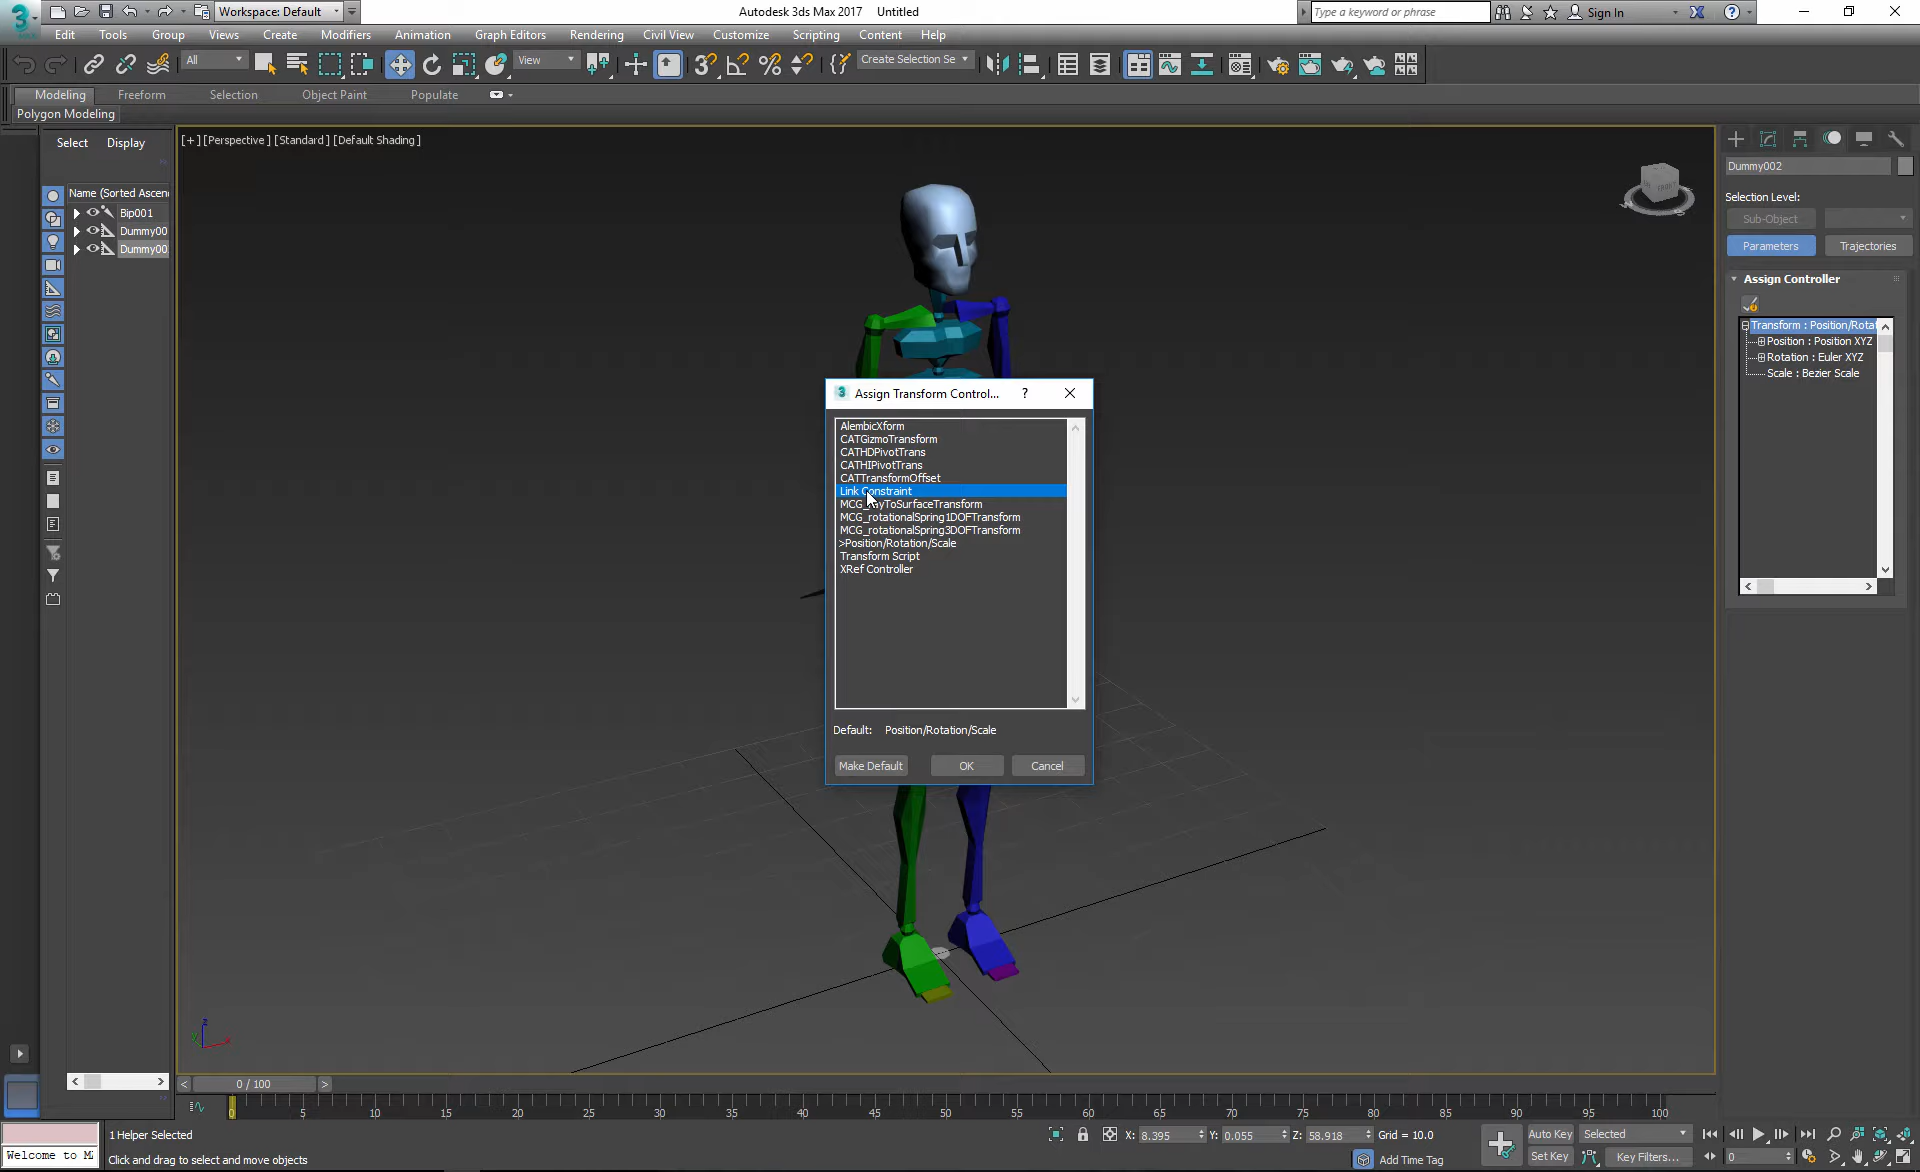 Workspace: Default
Autodesk 3ds Max 2017 Untitled
Type a keyword or phrase
Sign In
3
MAX
Edit Tools Group Views Create Modifiers Animation Graph Editors Rendering Civil View Customize Scripting Content Help
All
View
Create Selection Se
Modeling Freeform Selection Object Paint Populate
Polygon Modeling
Select Display
[+] [Perspective ] [Standard ] [Default Shading ]
Name (Sorted Ascen
Bip001
Dummy00
Dummy00
Dummy002
Selection Level:
Sub-Object
Parameters Trajectories
Assign Controller
Transform : Position/Rota
Position : Position XYZ
Rotation : Euler XYZ
Scale : Bezier Scale
FRONT
3 Assign Transform Control... ?
AlembicXform
CATGizmoTransform
CATHDPivotTrans
CATHIPivotTrans
CATTransformOffset
Link Constraint
MCG_ ToSurfaceTransform
MCG_rotationalSpring1DOFTransform
MCG_rotationalSpring3DOFTransform
>Position/Rotation/Scale
Transform Script
XRef Controller
Default: Position/Rotation/Scale
Make Default OK Cancel
z
x
y
< 0 / 100 >
0 5 10 15 20 25 30 35 40 45 50 55 60 65 70 75 80 85 90 95 100
1 Helper Selected
X: 8.395 Y: 0.055 Z: 58.918 Grid = 10.0
Auto Key Selected
Welcome to M
Click and drag to select and move objects
Add Time Tag
Set Key Key Filters...
0